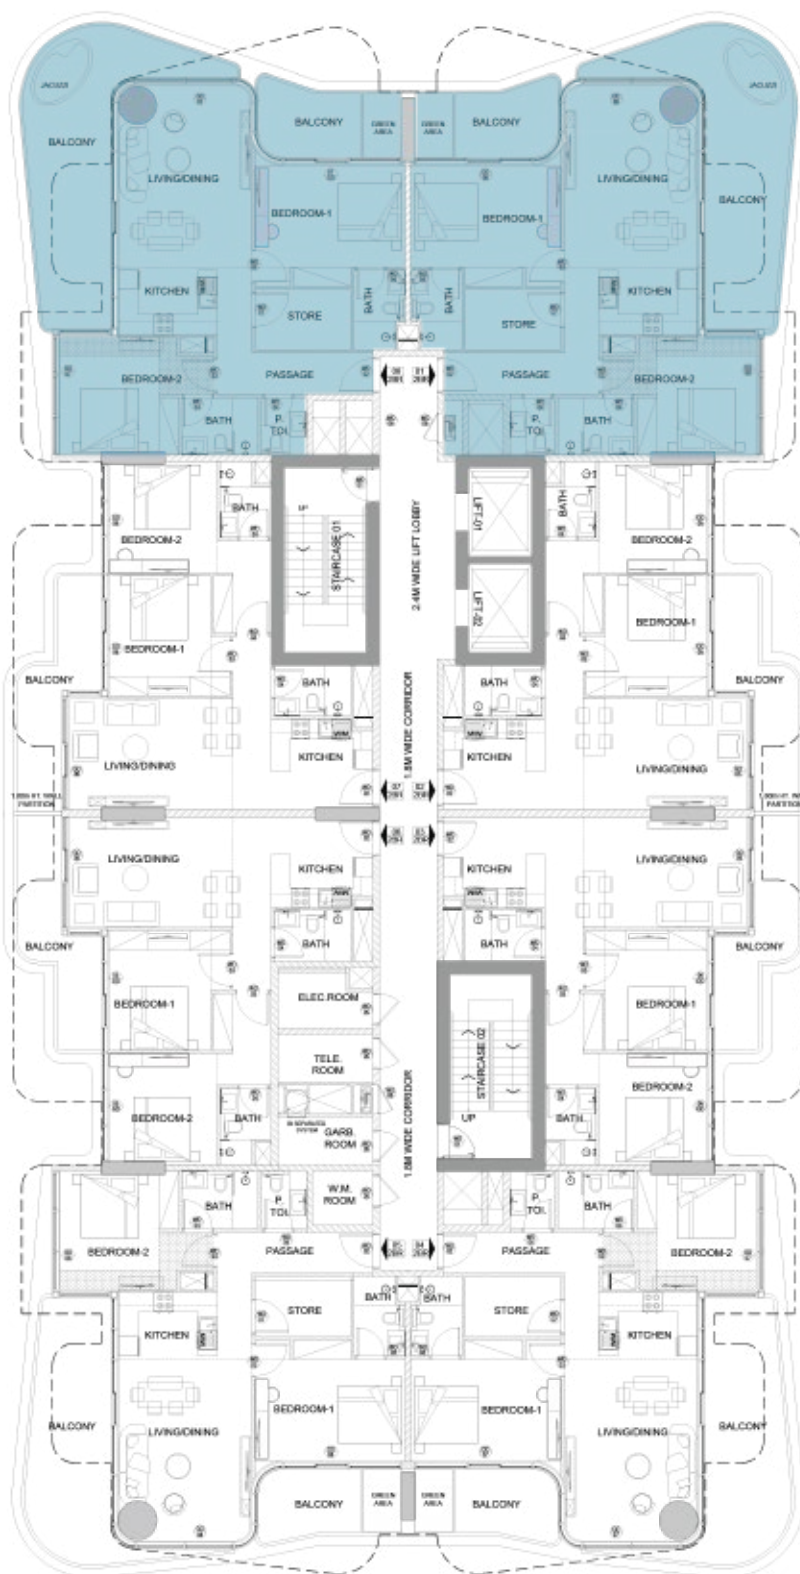 JACUZZI
JACUZZI
BALCONY
GREEN
AREA
GREEN
AREA
BALCONY
BALCONY
LIVING/DINING
LIVING/DINING
BALCONY
BEDROOM-1
BEDROOM-1
KITCHEN
BATH
BATH
KITCHEN
STORE
STORE
BEDROOM-2
PASSAGE
PASSAGE
BEDROOM-2
BATH
P.
TOI.
P.
TOI.
BATH
BATH
UP
STAIRCASE 01
2.4M WIDE LIFT LOBBY
LIFT-01
BATH
BEDROOM-2
BEDROOM-2
LIFT-02
BEDROOM-1
BEDROOM-1
BALCONY
BATH
BATH
BALCONY
1.8M WIDE CORRIDOR
KITCHEN
KITCHEN
LIVING/DINING
LIVING/DINING
LIVING/DINING
KITCHEN
KITCHEN
LIVING/DINING
BALCONY
BATH
BATH
BALCONY
BEDROOM-1
ELEC.ROOM
BEDROOM-1
TELE.
ROOM
STAIRCASE 02
BEDROOM-2
BATH
GARB.
ROOM
1.8M WIDE CORRIDOR
UP
BATH
BEDROOM-2
BATH
P.
TOI.
W.M.
ROOM
P.
TOI.
BATH
BEDROOM-2
PASSAGE
PASSAGE
BEDROOM-2
STORE
BATH
BATH
STORE
KITCHEN
KITCHEN
BEDROOM-1
BEDROOM-1
BALCONY
LIVING/DINING
LIVING/DINING
BALCONY
BALCONY
GREEN
AREA
GREEN
AREA
BALCONY